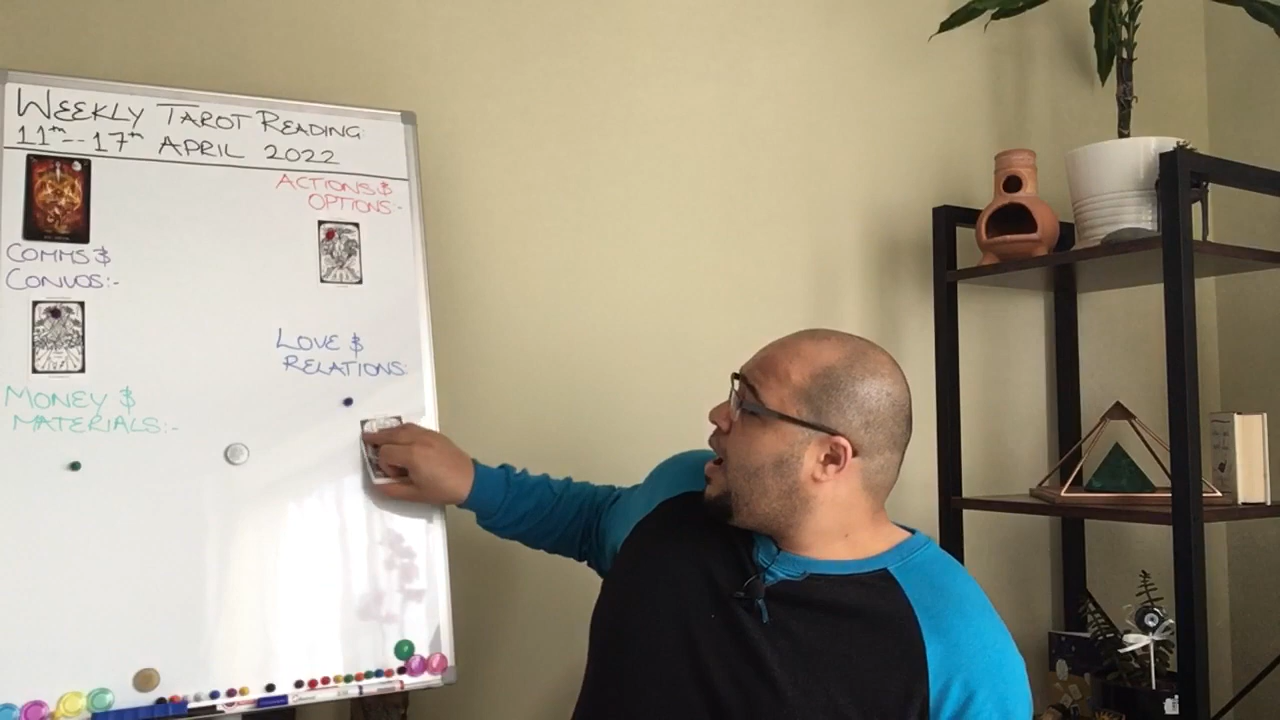 WEEKLY TAROT READING:
11th--17th APRIL 2022
ACTIONS &
OPTIONS:-
COMMS &
CONVOS:-
LOVE &
RELATIONS:
MONEY &
MATERIALS:-